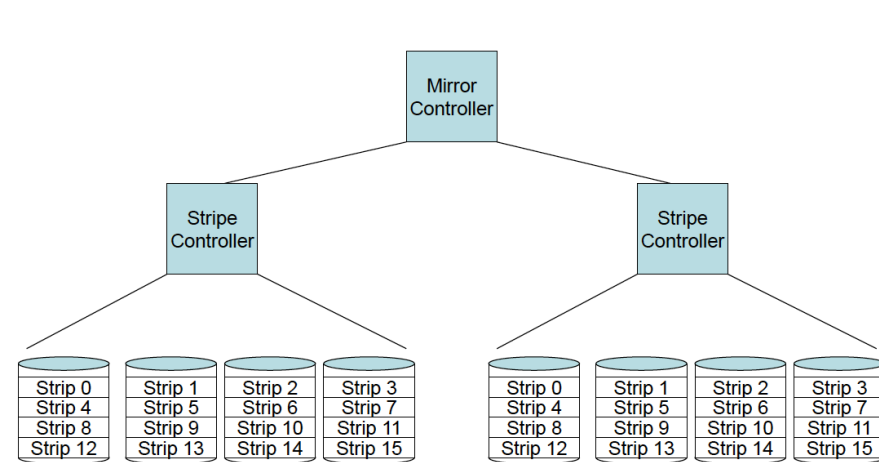 Mirror
Controller
Stripe
Controller
Stripe
Controller
Strip 0
Strip 4
Strip 8
Strip 12
Strip 1
Strip 5
Strip 9
Strip 13
Strip 2
Strip 6
Strip 10
Strip 14
Strip 3
Strip 7
Strip 11
Strip 15
Strip 0
Strip 4
Strip 8
Strip 12
Strip 1
Strip 5
Strip 9
Strip 13
Strip 2
Strip 6
Strip 10
Strip 14
Strip 3
Strip 7
Strip 11
Strip 15